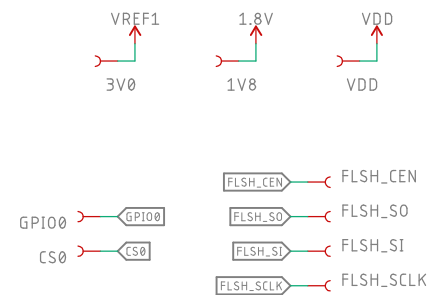 VREF1 1.8V VDD
3V0 1V8 VDD
FLSH_CEN FLSH_CEN
GPIO0 GPIO0 FLSH_SO FLSH_SO
CS0 CS0 FLSH_SI FLSH_SI
FLSH_SCLK FLSH_SCLK